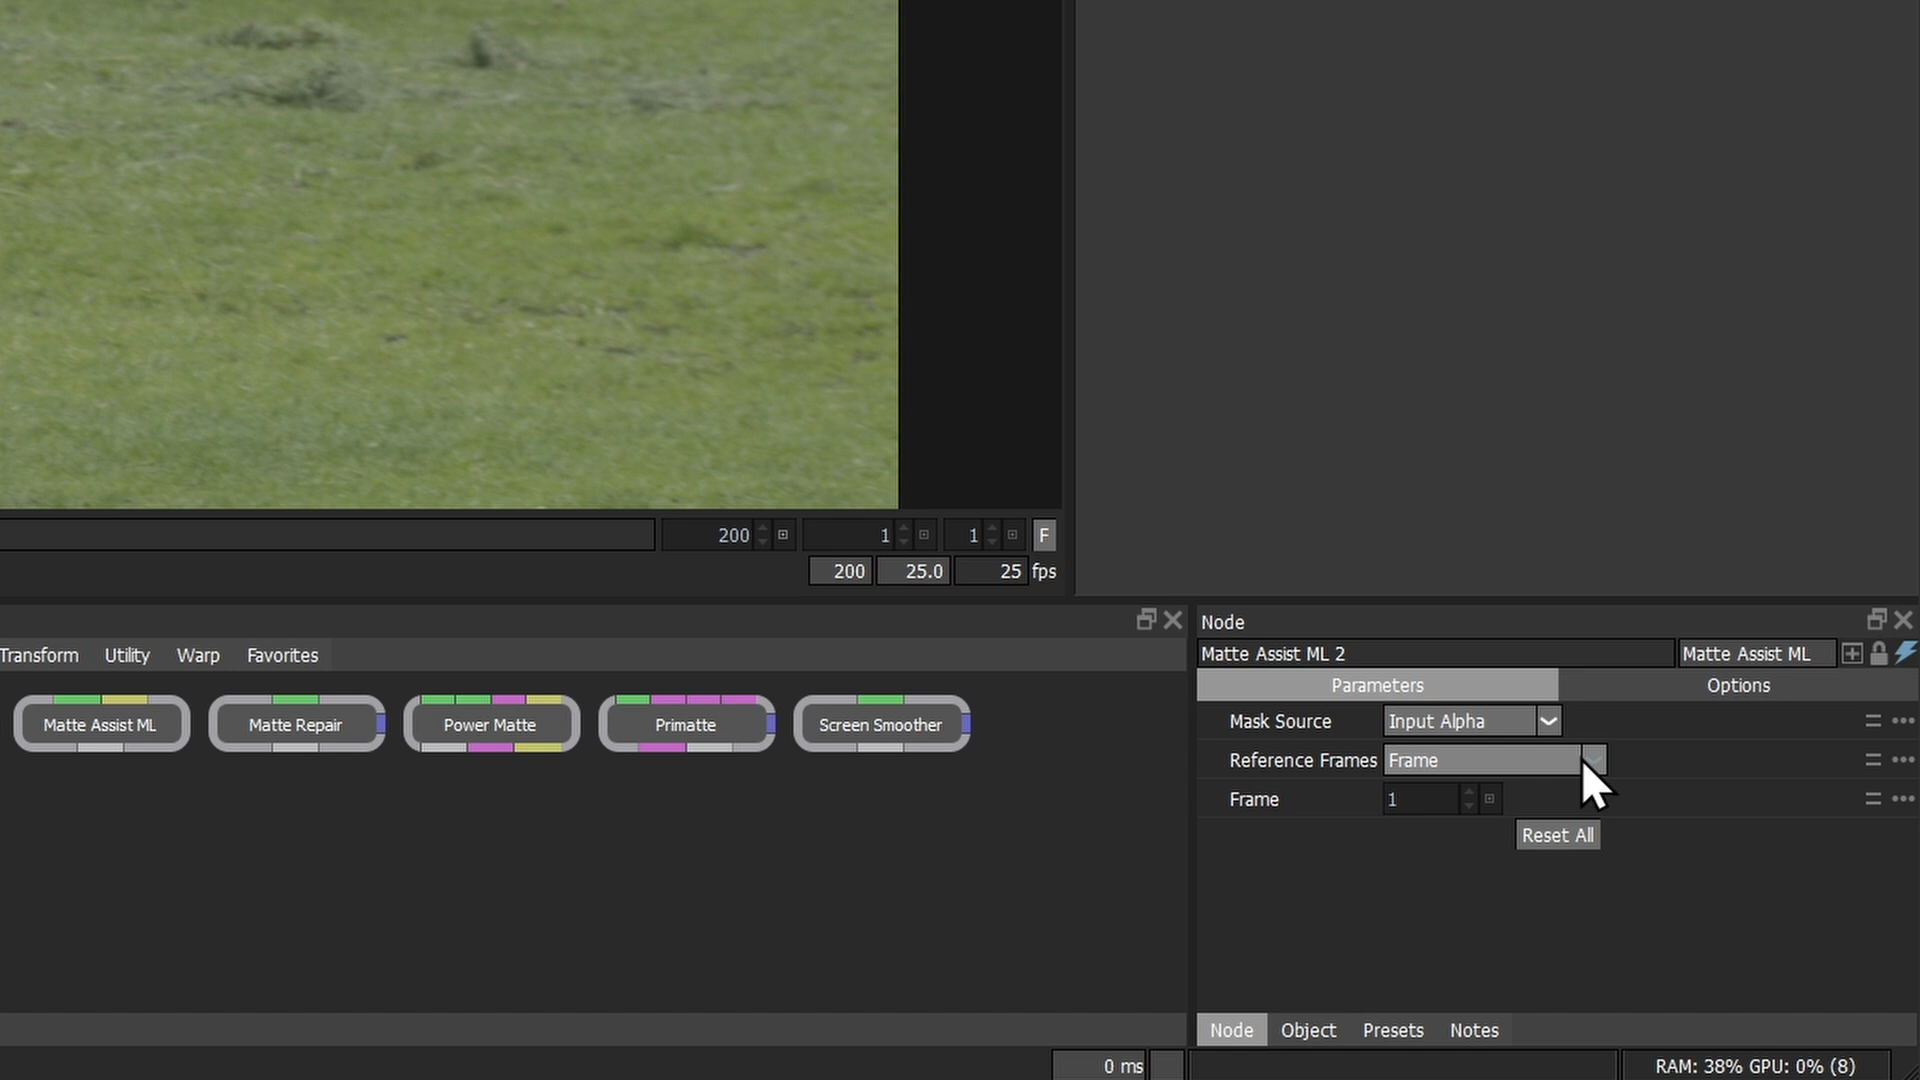 200 1 1 F
200 25.0 25 fps
Node
Transform Utility Warp Favorites
Matte Assist ML 2 Matte Assist ML
Parameters Options
Matte Assist ML Matte Repair Power Matte Primatte Screen Smoother
Mask Source Input Alpha
Reference Frames Frame
Frame 1
Reset All
Node Object Presets Notes
0 ms
RAM: 38% GPU: 0% (8)